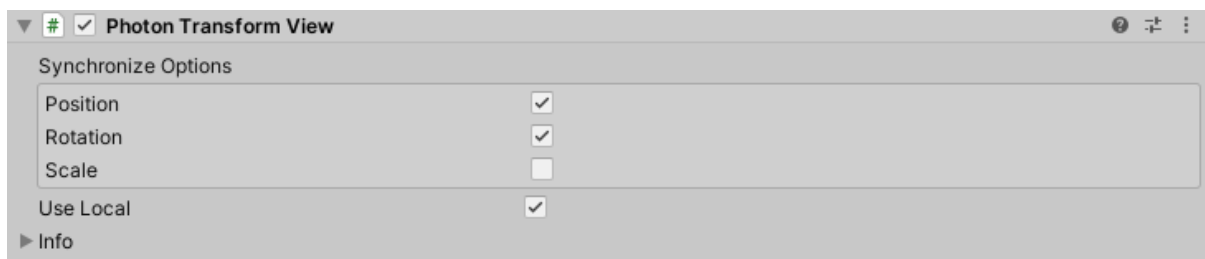 # Photon Transform View
Synchronize Options
Position
Rotation
Scale
Use Local
Info